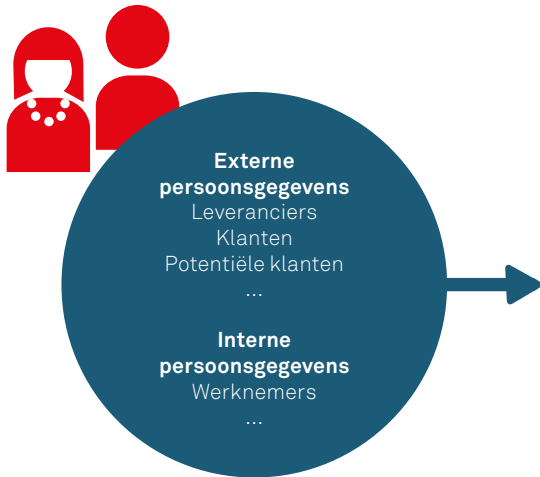 Externe
persoonsgegevens
Leveranciers
Klanten
Potentiële klanten
...
Interne
persoonsgegevens
Werknemers
...